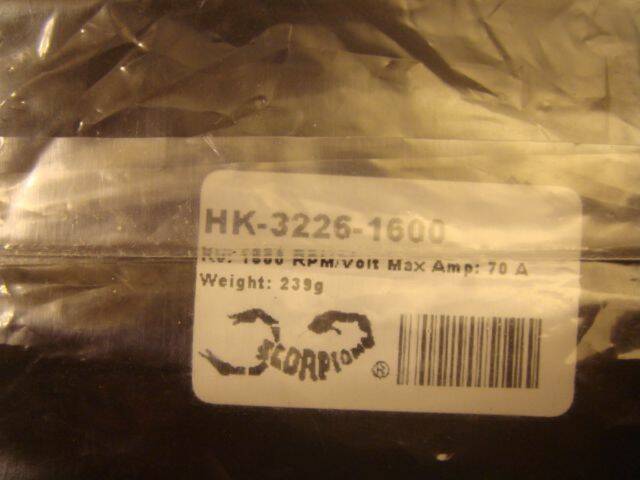 HK-3226-1600
RPM/Volt Max Amp: 70 A
Weight: 239g
SCORPION
®